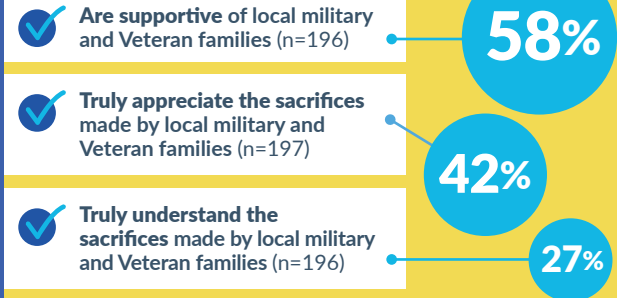 Are supportive of local military
and Veteran families (n=196)
58%
Truly appreciate the sacrifices
made by local military and
Veteran families (n=197)
42%
Truly understand the
sacrifices made by local military
and Veteran families (n=196)
27%